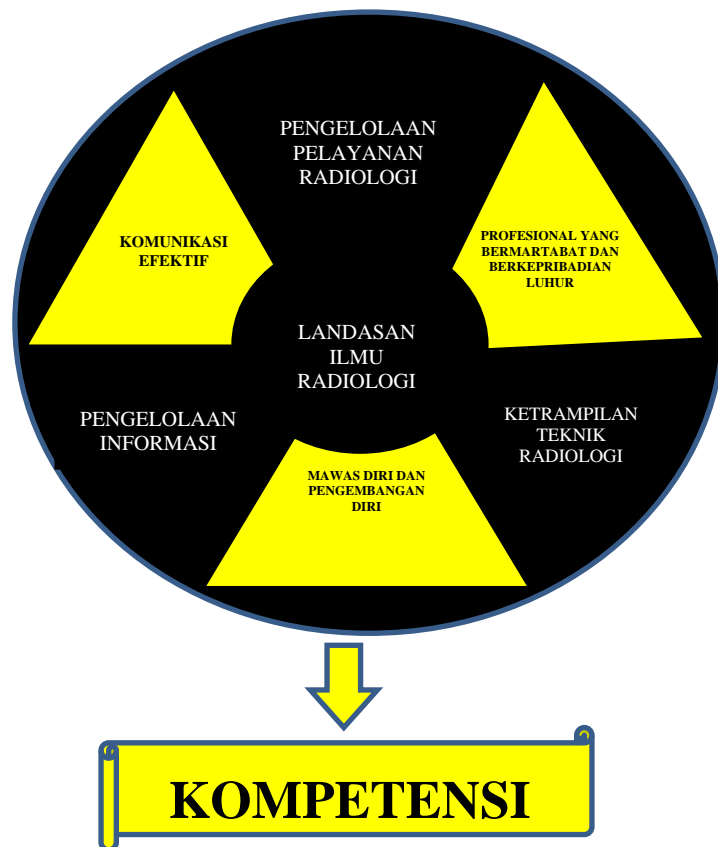 PENGELOLAAN
PELAYANAN
RADIOLOGI
KOMUNIKASI
EFEKTIF
PROFESIONAL YANG
BERMARTABAT DAN
BERKEPRIBADIAN
LUHUR
LANDASAN
ILMU
RADIOLOGI
PENGELOLAAN
INFORMASI
KETRAMPILAN
TEKNIK
RADIOLOGI
MAWAS DIRI DAN
PENGEMBANGAN
DIRI
KOMPETENSI